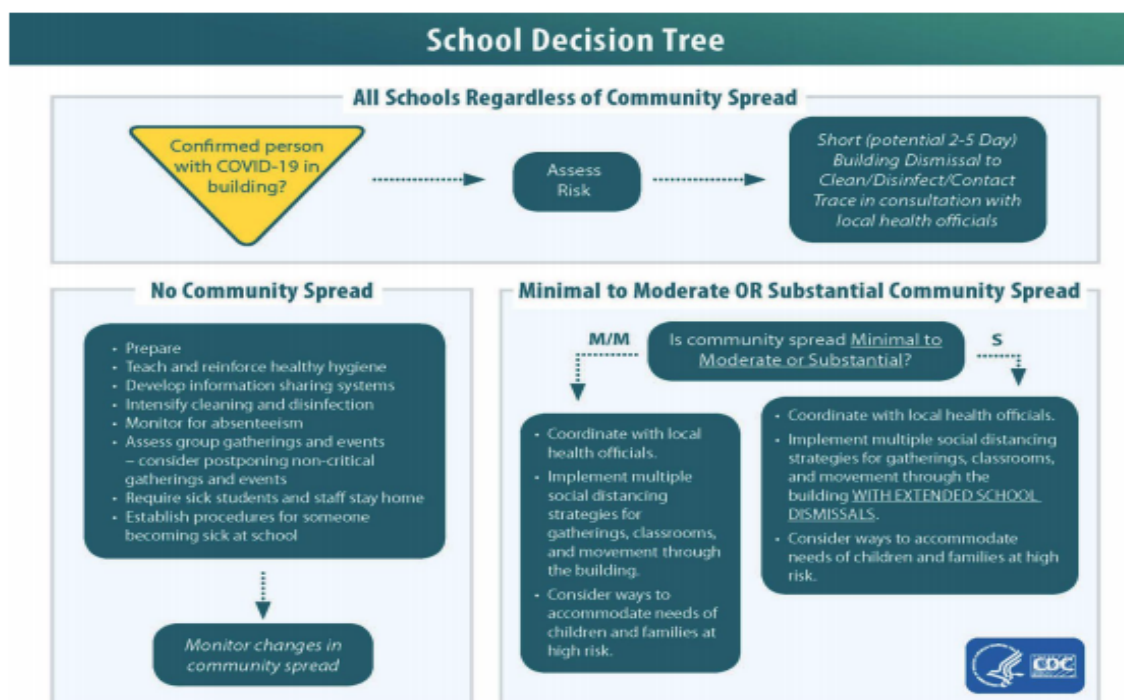 School Decision Tree
All Schools Regardless of Community Spread
Confirmed person
with COVID-19 in
building?
Assess
Risk
Short (potential 2-5 Day)
Building Dismissal to
Clean/Disinfect/Contact
Trace in consultation with
local health officials
No Community Spread
• Prepare
• Teach and reinforce healthy hygiene
• Develop information sharing systems
• Intensify cleaning and disinfection
• Monitor for absenteeism
• Assess group gatherings and events
– consider postponing non-critical
gatherings and events
• Require sick students and staff stay home
• Establish procedures for someone
becoming sick at school
Monitor changes in
community spread
Minimal to Moderate OR Substantial Community Spread
M/M
Is community spread Minimal to
Moderate or Substantial?
S
• Coordinate with local
health officials.
• Implement multiple
social distancing
strategies for
gatherings, classrooms,
and movement through
the building.
• Consider ways to
accommodate needs of
children and families at
high risk.
• Coordinate with local health officials.
• Implement multiple social distancing
strategies for gatherings, classrooms,
and movement through the
building WITH EXTENDED SCHOOL
DISMISSALS.
• Consider ways to accommodate
needs of children and families at high
risk.
CDC